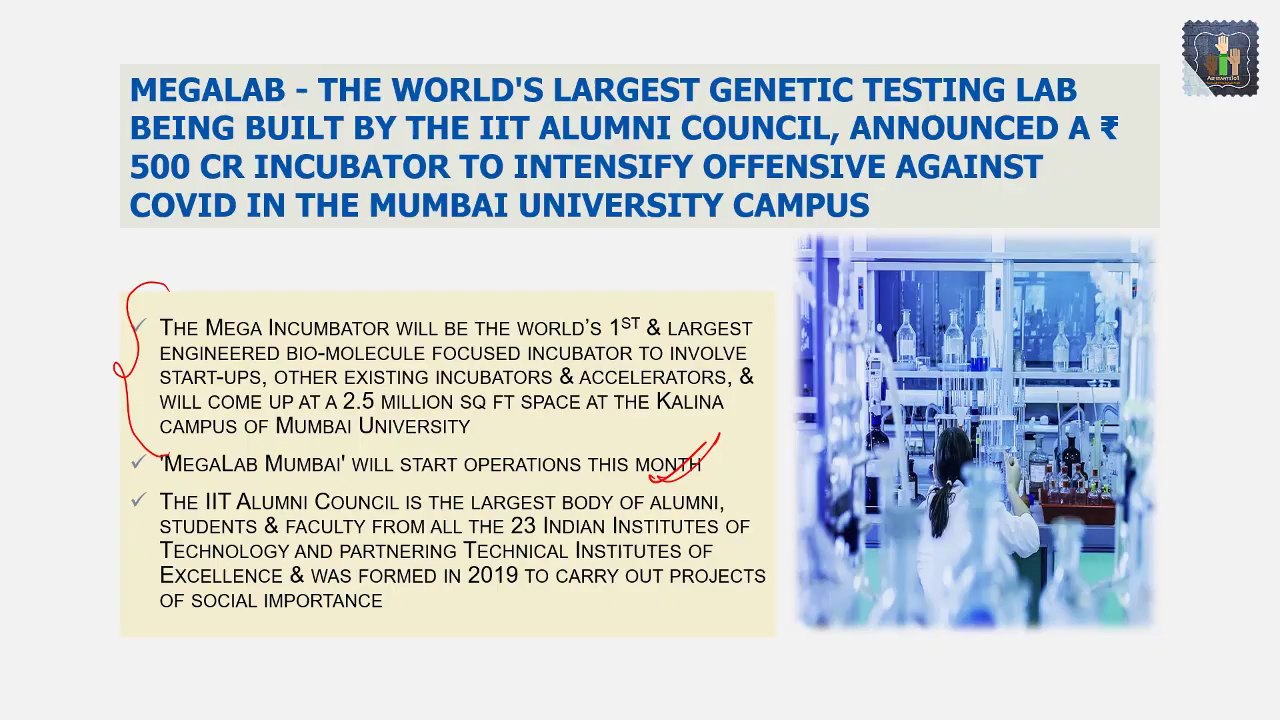 MEGALAB - THE WORLD'S LARGEST GENETIC TESTING LAB
BEING BUILT BY THE IIT ALUMNI COUNCIL, ANNOUNCED A ₹
500 CR INCUBATOR TO INTENSIFY OFFENSIVE AGAINST
COVID IN THE MUMBAI UNIVERSITY CAMPUS
THE MEGA INCUMBATOR WILL BE THE WORLD'S 1ST & LARGEST
ENGINEERED BIO-MOLECULE FOCUSED INCUBATOR TO INVOLVE
START-UPS, OTHER EXISTING INCUBATORS & ACCELERATORS, &
WILL COME UP AT A 2.5 MILLION SQ FT SPACE AT THE KALINA
CAMPUS OF MUMBAI UNIVERSITY
'MEGALAB MUMBAI' WILL START OPERATIONS THIS MONTH
THE IIT ALUMNI COUNCIL IS THE LARGEST BODY OF ALUMNI,
STUDENTS & FACULTY FROM ALL THE 23 INDIAN INSTITUTES OF
TECHNOLOGY AND PARTNERING TECHNICAL INSTITUTES OF
EXCELLENCE & WAS FORMED IN 2019 TO CARRY OUT PROJECTS
OF SOCIAL IMPORTANCE